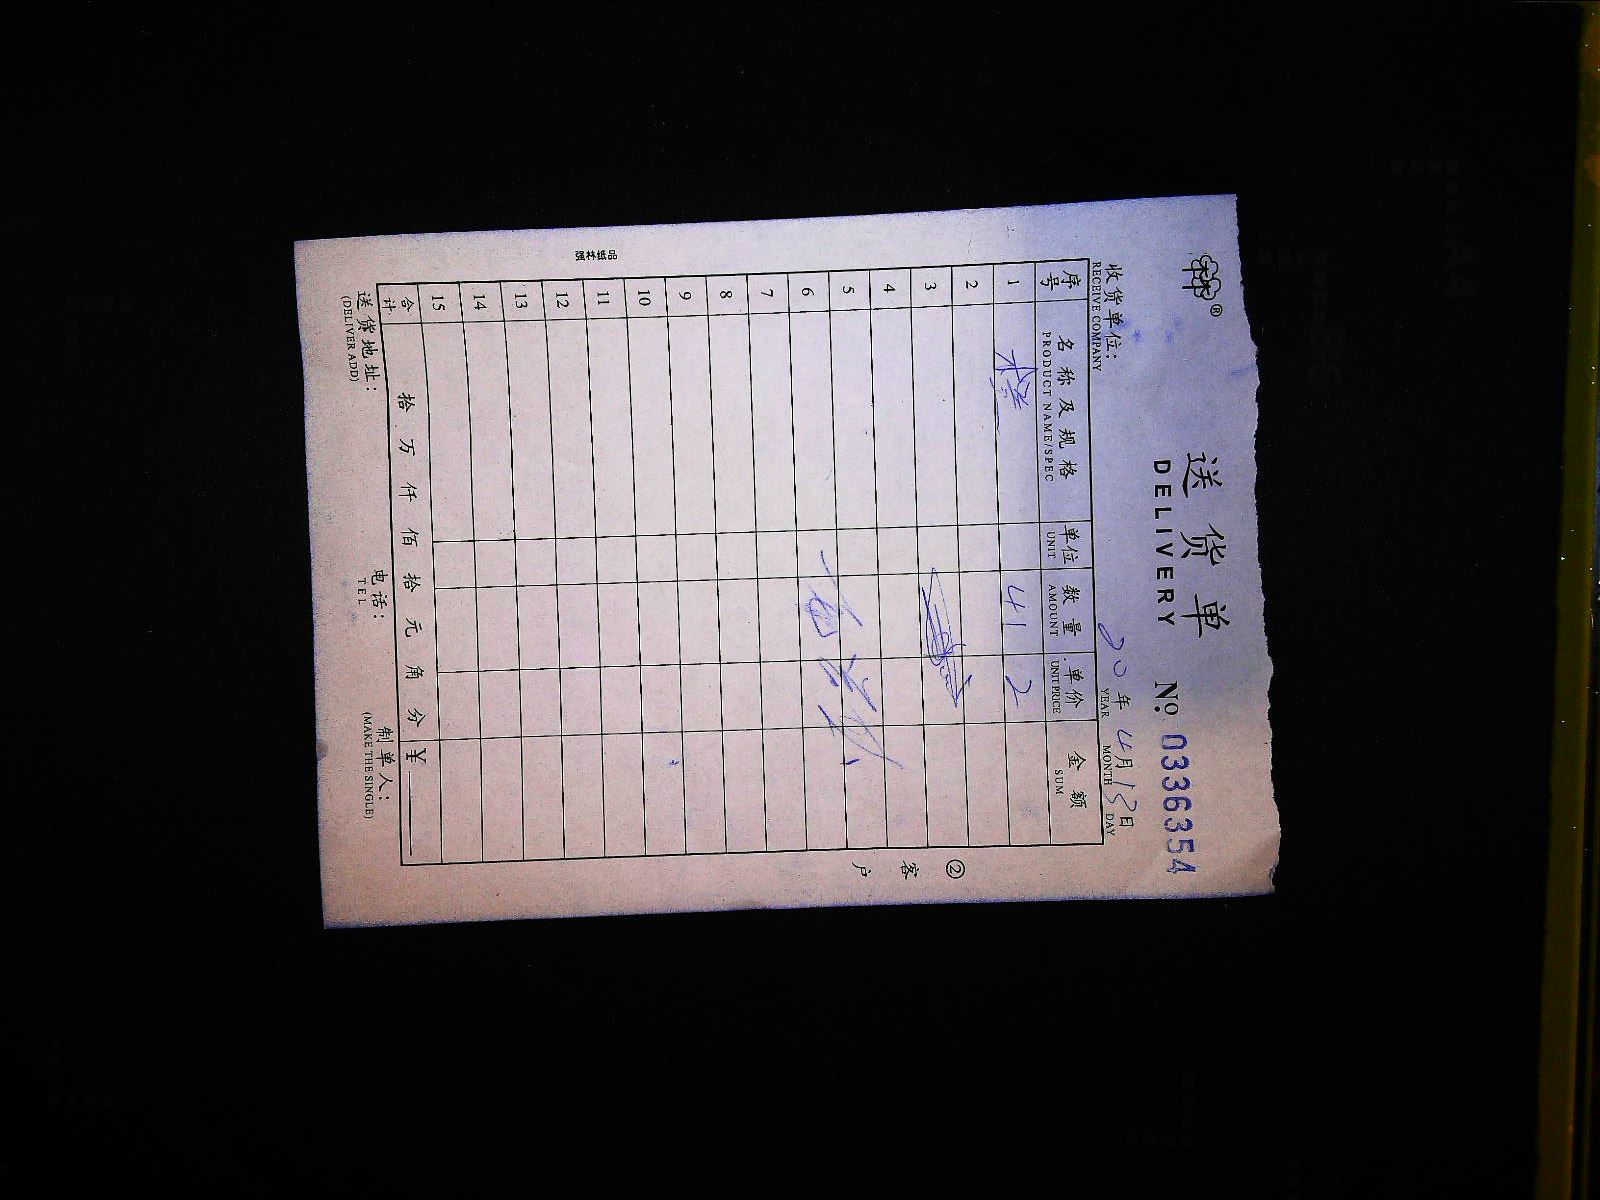 ®
送货单
DELIVERY
№ 0336354
收货单位：
RECEIVE COMPANY
20 年 4 月 13 日
YEAR MONTH DAY
序号 名称及规格 单位 数量 单价 金额
PRODUCT NAME/SPEC UNIT AMOUNT UNIT PRICE SUM
1 41 2
2
3
4
5
6
7
8
9
10
11
12
13
14
15
合计 拾 万 仟 佰 拾 元 角 分 ¥
送货地址： 电话： 制单人：
(DELIVER ADD) TEL (MAKE THE SINGLE)
②客户
强林纸品